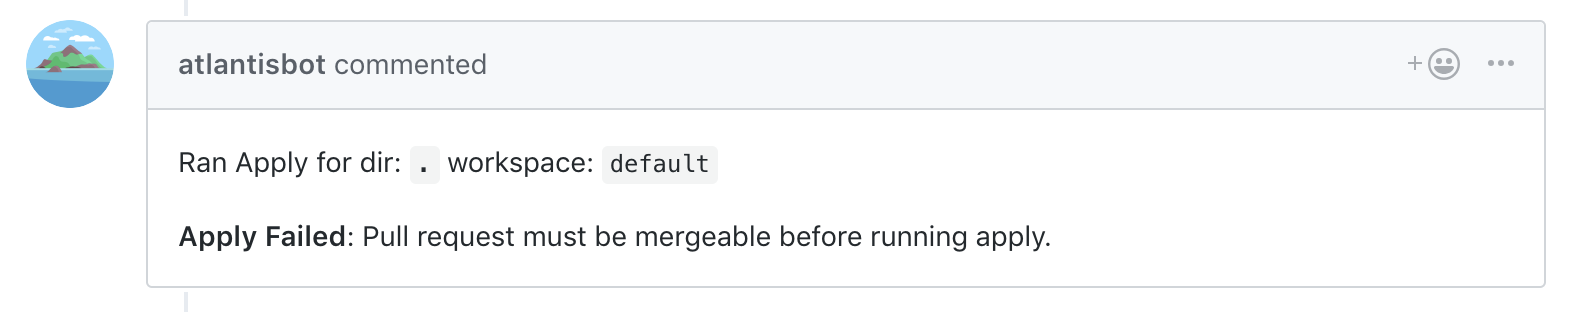 atlantisbot commented
Ran Apply for dir: . workspace: default
Apply Failed: Pull request must be mergeable before running apply.